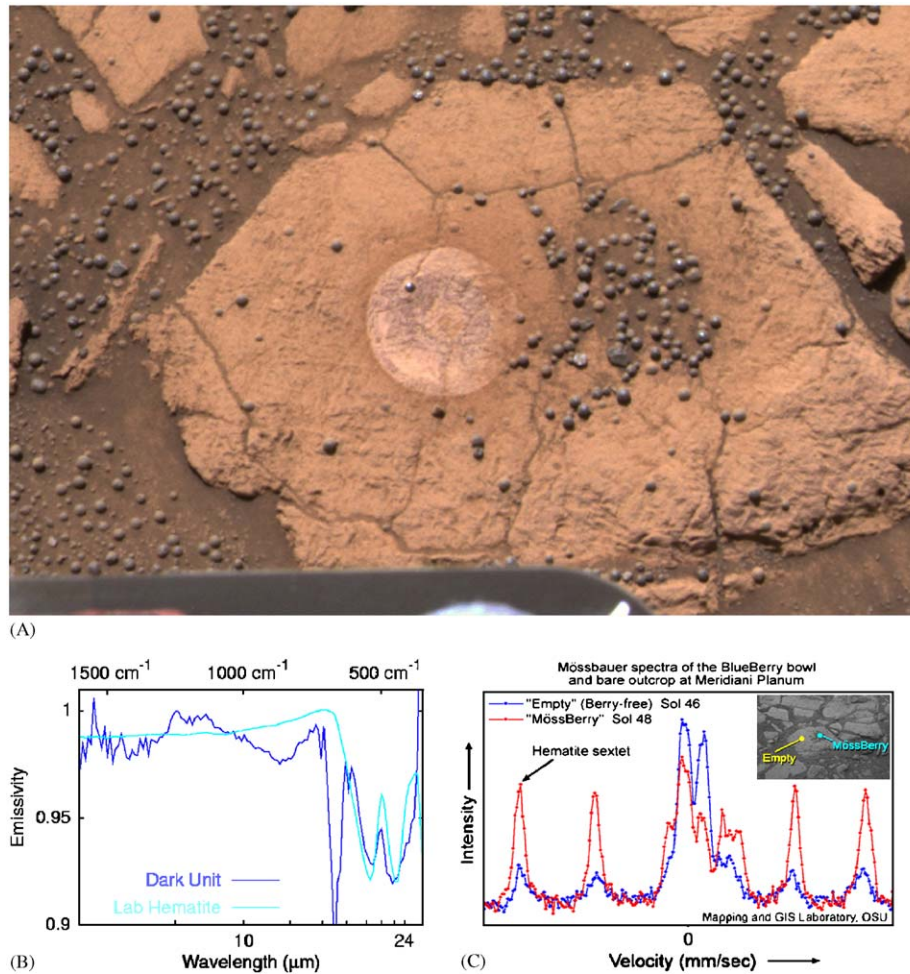 (A)
1500 cm-1 1000 cm-1 500 cm-1
1
0.95
0.9
Emissivity
Dark Unit
Lab Hematite
10 24
Wavelength (μm)
(B)
Mössbauer spectra of the BlueBerry bowl
and bare outcrop at Meridiani Planum
"Empty" (Berry-free) Sol 46
"MössBerry" Sol 48
Hematite sextet
Empty
MössBerry
Intensity
Mapping and GIS Laboratory, OSU
0
Velocity (mm/sec)
(C)